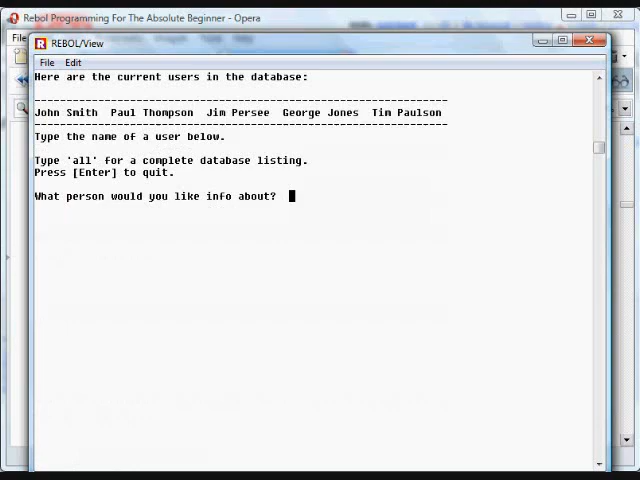 Rebol Programming For The Absolute Beginner - Opera
File
REBOL/View
File Edit
Here are the current users in the database:
-----------------------------------------------------------------
John Smith  Paul Thompson  Jim Persee  George Jones  Tim Paulson
-----------------------------------------------------------------
Type the name of a user below.
Type 'all' for a complete database listing.
Press [Enter] to quit.
What person would you like info about?